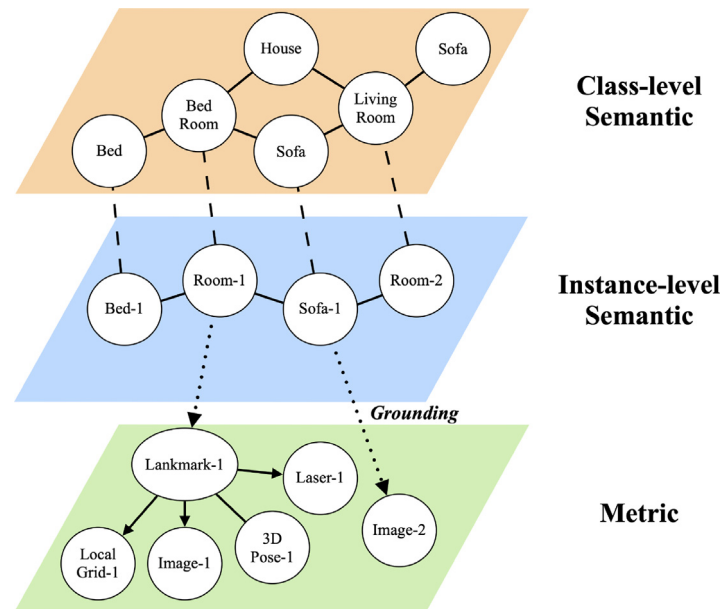 House
Sofa
Bed
Room
Living
Room
Bed
Sofa
Class-level
Semantic
Room-1
Room-2
Bed-1
Sofa-1
Instance-level
Semantic
Grounding
Lankmark-1
Laser-1
Image-2
Local
Grid-1
Image-1
3D
Pose-1
Metric